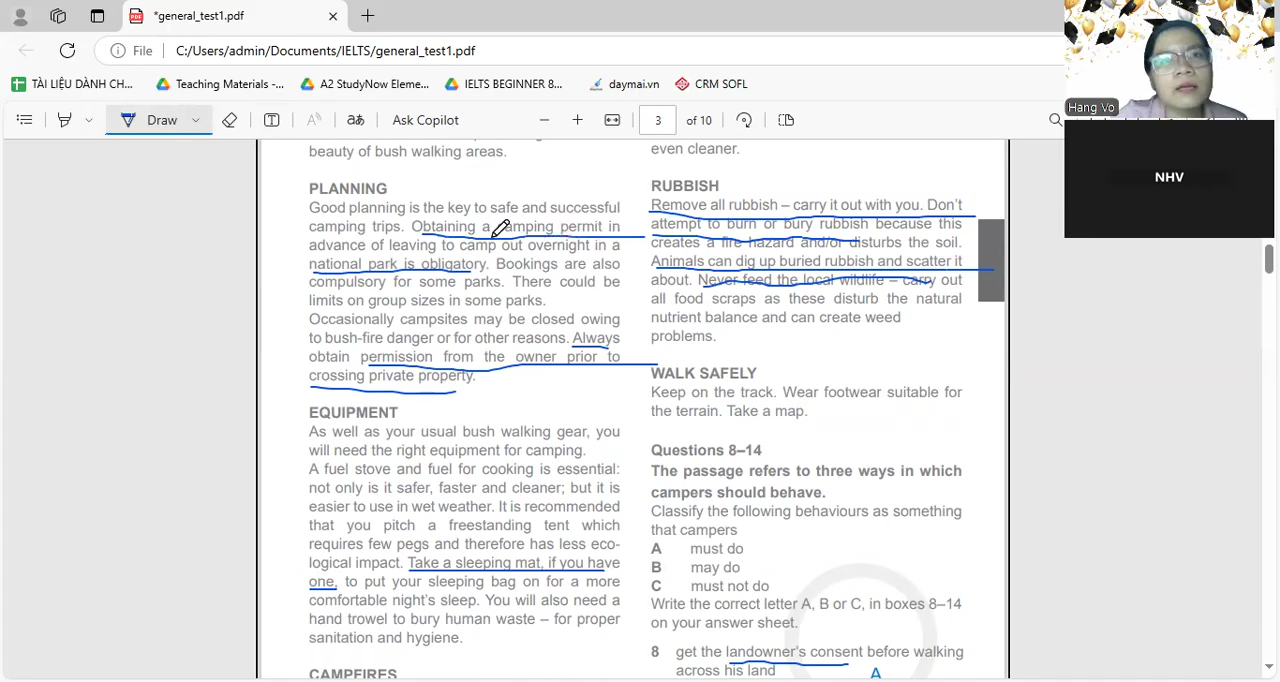 *general_test1.pdf
File
C:/Users/admin/Documents/IELTS/general_test1.pdf
TÀI LIỆU DÀNH CH...
Teaching Materials -...
A2 StudyNow Eleme...
IELTS BEGINNER 8...
daymai.vn
CRM SOFL
Draw
Ask Copilot
3
of 10
Hang Vo
NHV
beauty of bush walking areas.
PLANNING
Good planning is the key to safe and successful
camping trips. Obtaining a camping permit in
advance of leaving to camp out overnight in a
national park is obligatory. Bookings are also
compulsory for some parks. There could be
limits on group sizes in some parks.
Occasionally campsites may be closed owing
to bush-fire danger or for other reasons. Always
obtain permission from the owner prior to
crossing private property.
EQUIPMENT
As well as your usual bush walking gear, you
will need the right equipment for camping.
A fuel stove and fuel for cooking is essential:
not only is it safer, faster and cleaner; but it is
easier to use in wet weather. It is recommended
that you pitch a freestanding tent which
requires few pegs and therefore has less eco-
logical impact. Take a sleeping mat, if you have
one, to put your sleeping bag on for a more
comfortable night's sleep. You will also need a
hand trowel to bury human waste – for proper
sanitation and hygiene.
CAMPFIRES
even cleaner.
RUBBISH
Remove all rubbish – carry it out with you. Don't
attempt to burn or bury rubbish because this
creates a fire hazard and/or disturbs the soil.
Animals can dig up buried rubbish and scatter it
about. Never feed the local wildlife – carry out
all food scraps as these disturb the natural
nutrient balance and can create weed
problems.
WALK SAFELY
Keep on the track. Wear footwear suitable for
the terrain. Take a map.
Questions 8–14
The passage refers to three ways in which
campers should behave.
Classify the following behaviours as something
that campers
A must do
B may do
C must not do
Write the correct letter A, B or C, in boxes 8–14
on your answer sheet.
8 get the landowner's consent before walking
across his land A